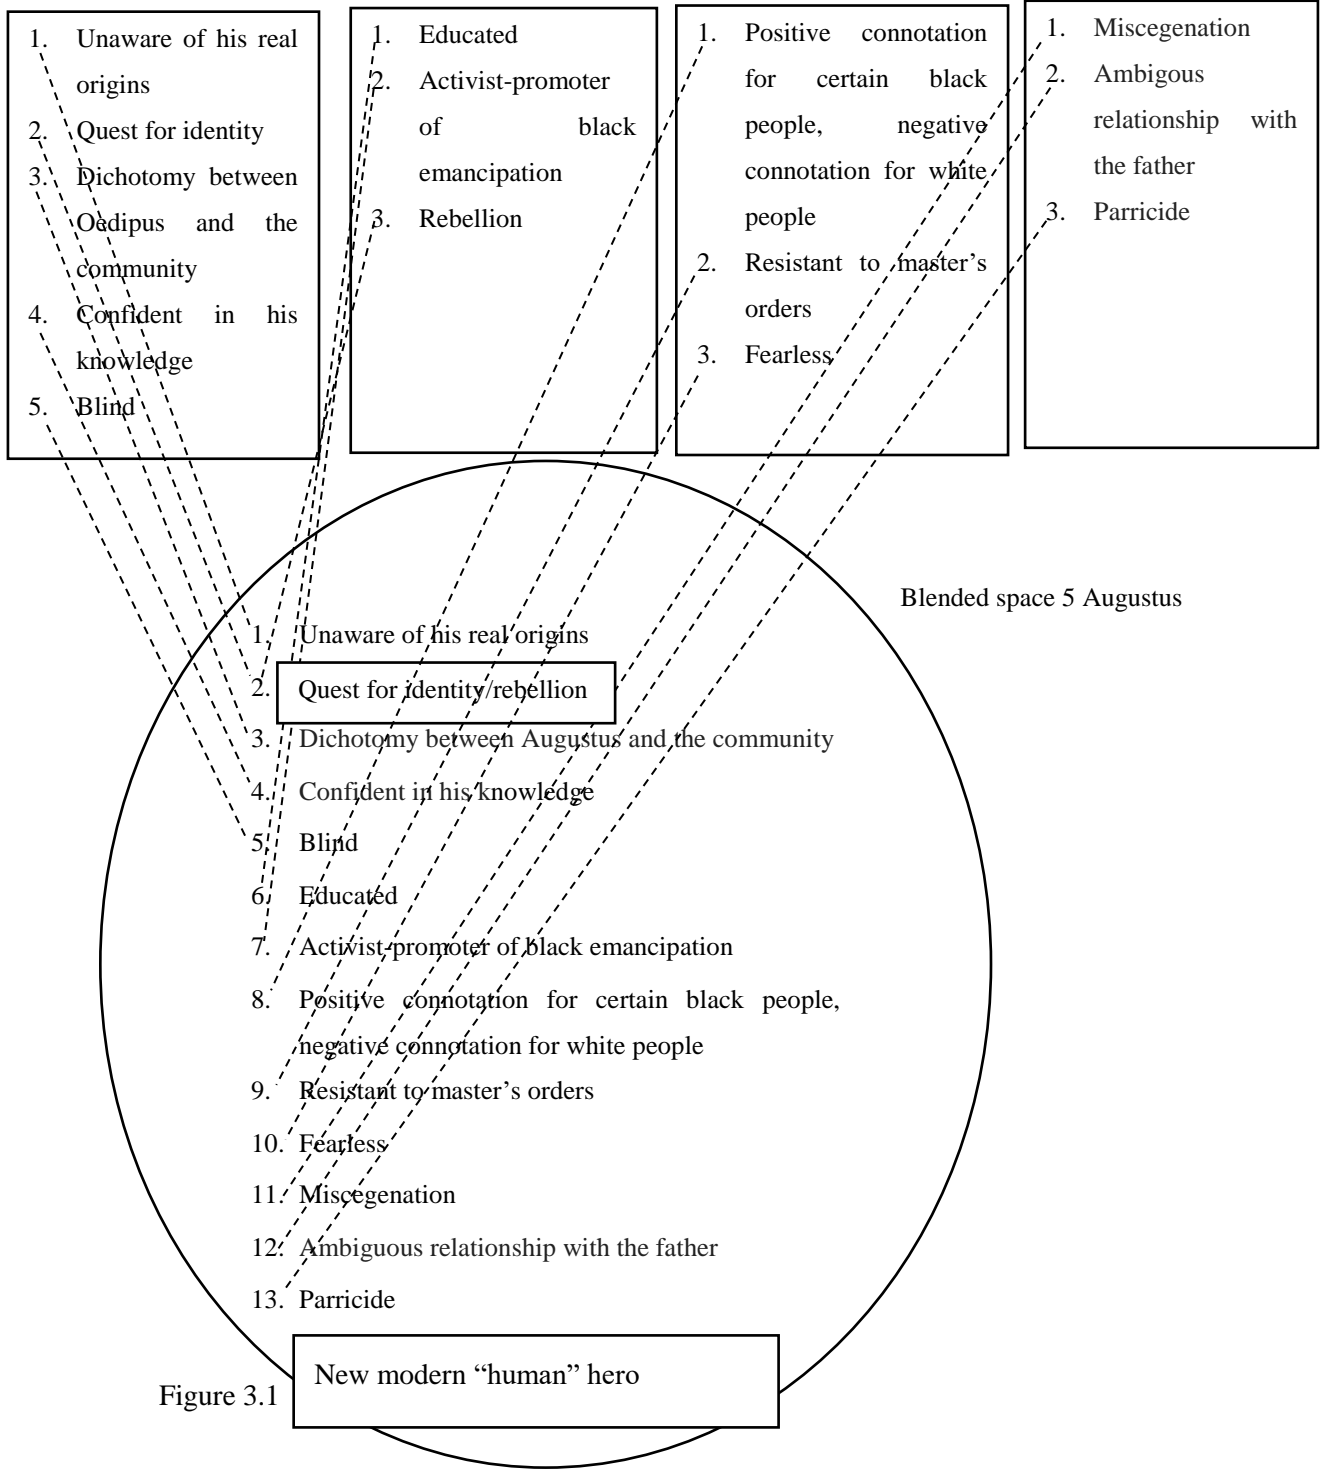 1. Unaware of his real
origins
2. Quest for identity
3. Dichotomy between
Oedipus and the
community
4. Confident in his
knowledge
5. Blind
1. Educated
2. Activist-promoter
of black
emancipation
3. Rebellion
1. Positive connotation
for certain black
people, negative
connotation for white
people
2. Resistant to master’s
orders
3. Fearless
1. Miscegenation
2. Ambigous
relationship with
the father
3. Parricide
Blended space 5 Augustus
1. Unaware of his real origins
2. Quest for identity/rebellion
3. Dichotomy between Augustus and the community
4. Confident in his knowledge
5. Blind
6. Educated
7. Activist-promoter of black emancipation
8. Positive connotation for certain black people,
negative connotation for white people
9. Resistant to master’s orders
10. Fearless
11. Miscegenation
12. Ambiguous relationship with the father
13. Parricide
New modern “human” hero
Figure 3.1